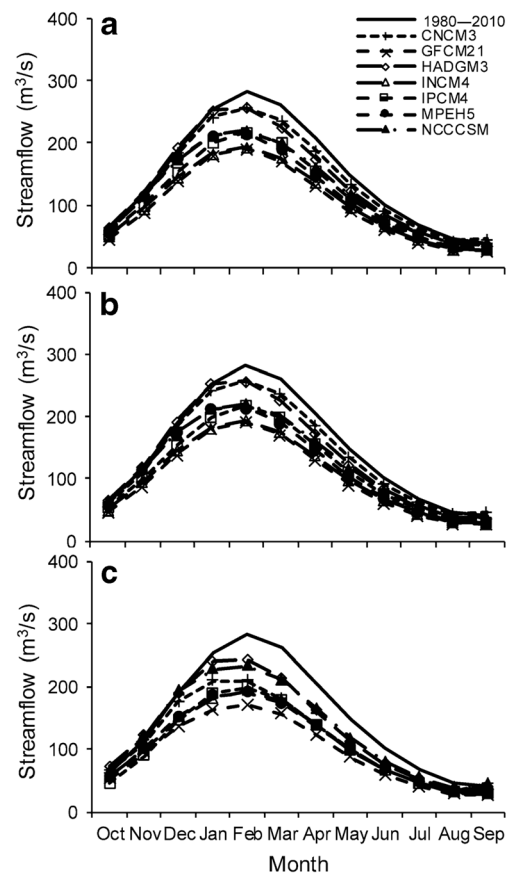 a
400
300
200
100
0
Streamflow (m³/s)
1980—2010
CNCM3
GFCM21
HADGM3
INCM4
IPCM4
MPEH5
NCCCSM
b
400
300
200
100
0
Streamflow (m³/s)
c
400
300
200
100
0
Streamflow (m³/s)
Oct Nov Dec Jan Feb Mar Apr May Jun Jul Aug Sep
Month